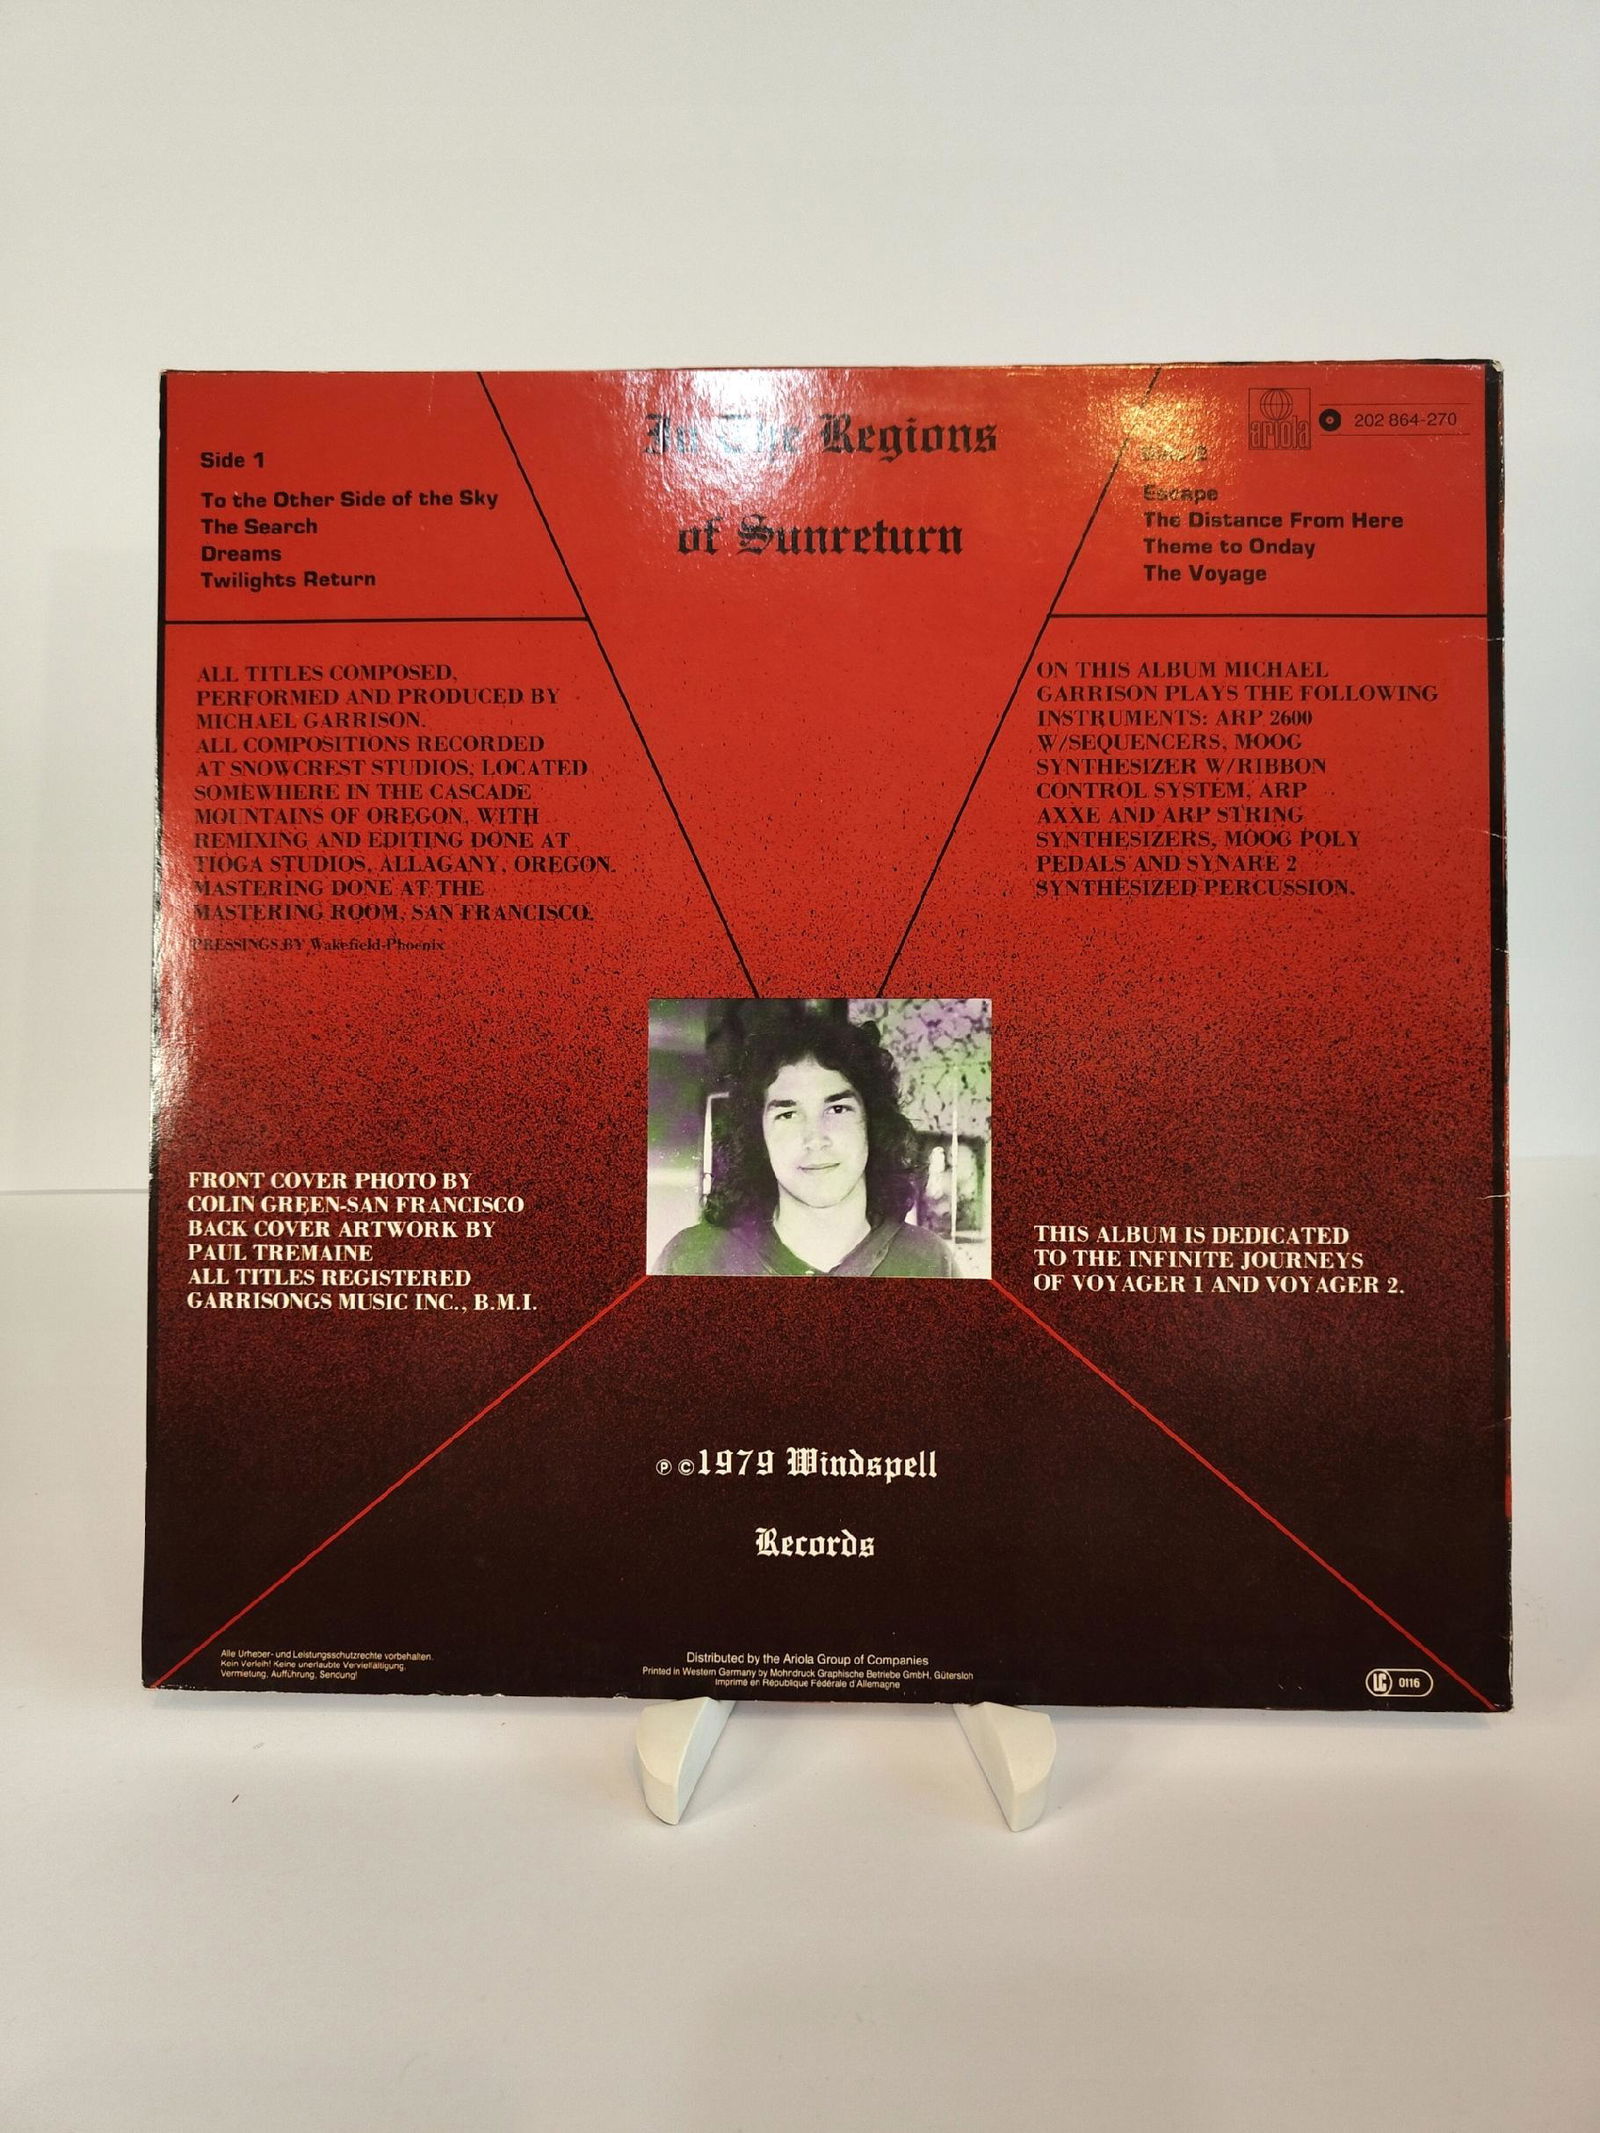 In The Regions
of Sunreturn
ariola
202 864-270
Side 1
To the Other Side of the Sky
The Search
Dreams
Twilights Return
Side 2
Escape
The Distance From Here
Theme to Onday
The Voyage
ALL TITLES COMPOSED,
PERFORMED AND PRODUCED BY
MICHAEL GARRISON.
ALL COMPOSITIONS RECORDED
AT SNOWCREST STUDIOS, LOCATED
SOMEWHERE IN THE CASCADE
MOUNTAINS OF OREGON, WITH
REMIXING AND EDITING DONE AT
TIOGA STUDIOS, ALLAGANY, OREGON.
MASTERING DONE AT THE
MASTERING ROOM, SAN FRANCISCO.
PRESSINGS BY Wakefield-Phoenix
ON THIS ALBUM MICHAEL
GARRISON PLAYS THE FOLLOWING
INSTRUMENTS: ARP 2600
W/SEQUENCERS, MOOG
SYNTHESIZER W/RIBBON
CONTROL SYSTEM, ARP
AXXE AND ARP STRING
SYNTHESIZERS, MOOG POLY
PEDALS AND SYNARE 2
SYNTHESIZED PERCUSSION.
FRONT COVER PHOTO BY
COLIN GREEN-SAN FRANCISCO
BACK COVER ARTWORK BY
PAUL TREMAINE
ALL TITLES REGISTERED
GARRISONGS MUSIC INC., B.M.I.
THIS ALBUM IS DEDICATED
TO THE INFINITE JOURNEYS
OF VOYAGER 1 AND VOYAGER 2.
℗ ©1979 Windspell
Records
Alle Urheber- und Leistungsschutzrechte vorbehalten.
Kein Verleih! Keine unerlaubte Vervielfältigung,
Vermietung, Aufführung, Sendung!
Distributed by the Ariola Group of Companies
Printed in Western Germany by Mohndruck Graphische Betriebe GmbH, Gütersloh
Imprimé en République Fédérale d'Allemagne
LC 0116